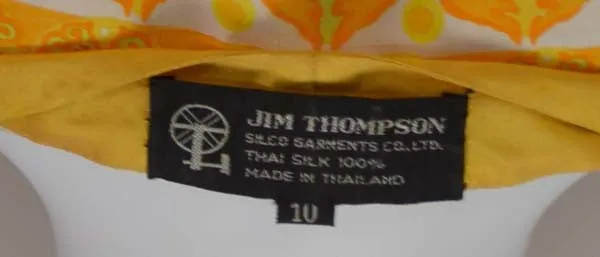 JIM THOMPSON
SILCO GARMENTS CO., LTD.
THAI SILK 100%
MADE IN THAILAND
10